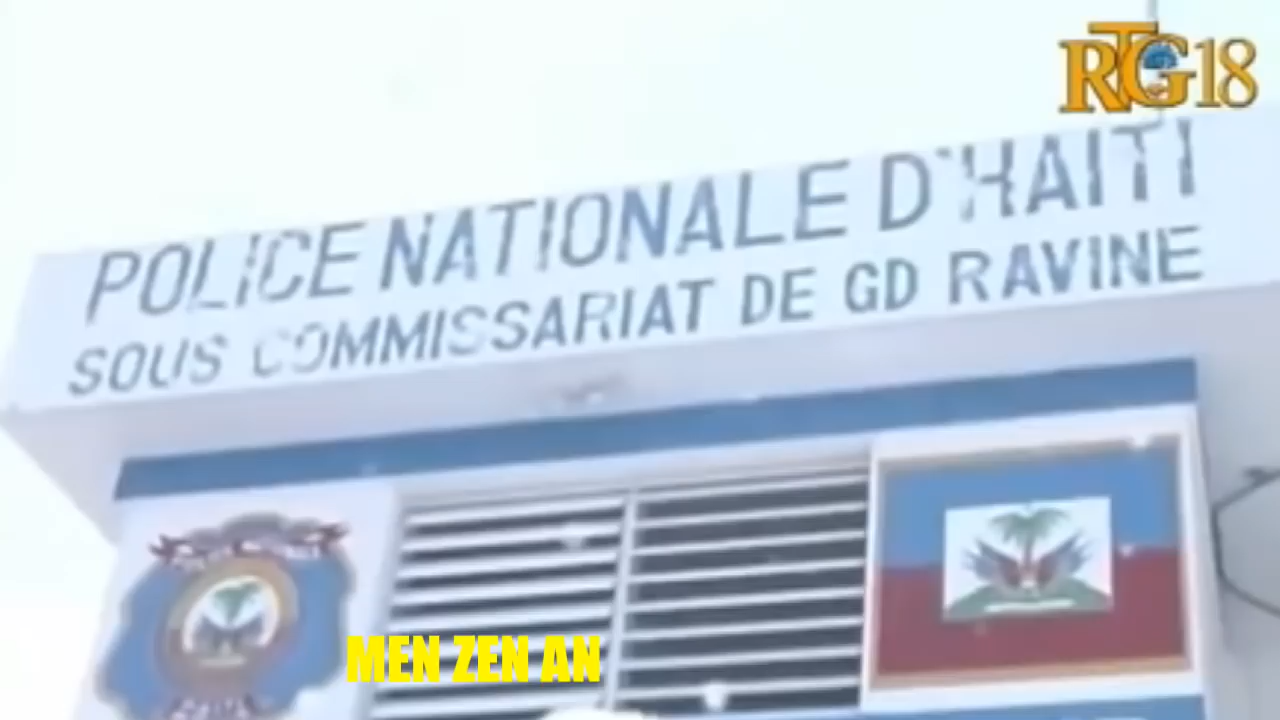 RTG18
POLICE NATIONALE D'HAITI
SOUS COMMISSARIAT DE GD RAVINE
MEN ZEN AN